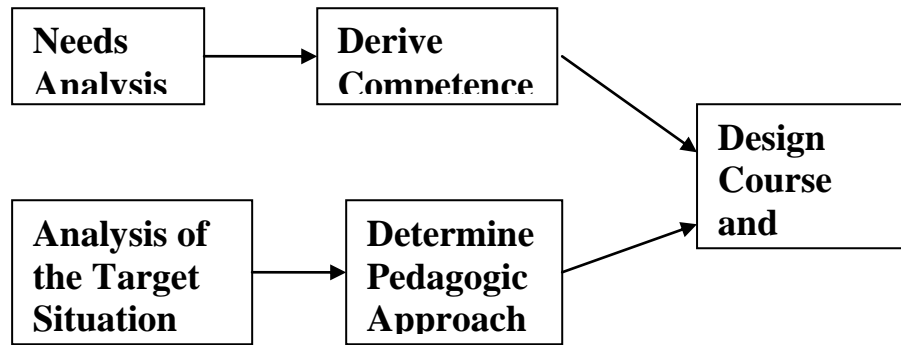 Needs
Analysis
Derive
Competence
Design
Course
and
Analysis of
the Target
Situation
Determine
Pedagogic
Approach